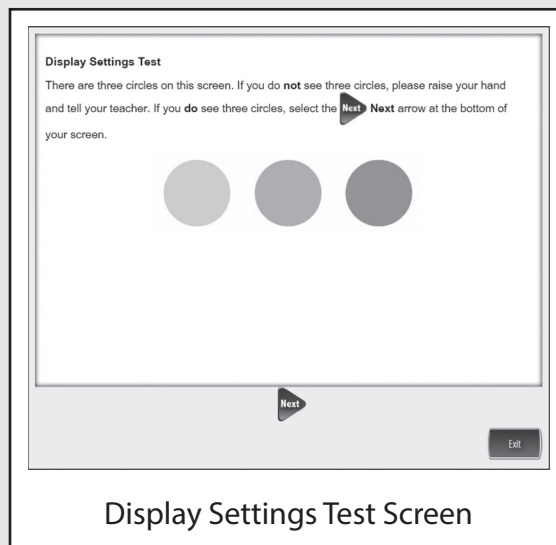 Display Settings Test
There are three circles on this screen. If you do not see three circles, please raise your hand
and tell your teacher. If you do see three circles, select the Next Next arrow at the bottom of
your screen.
Next
Exit
Display Settings Test Screen